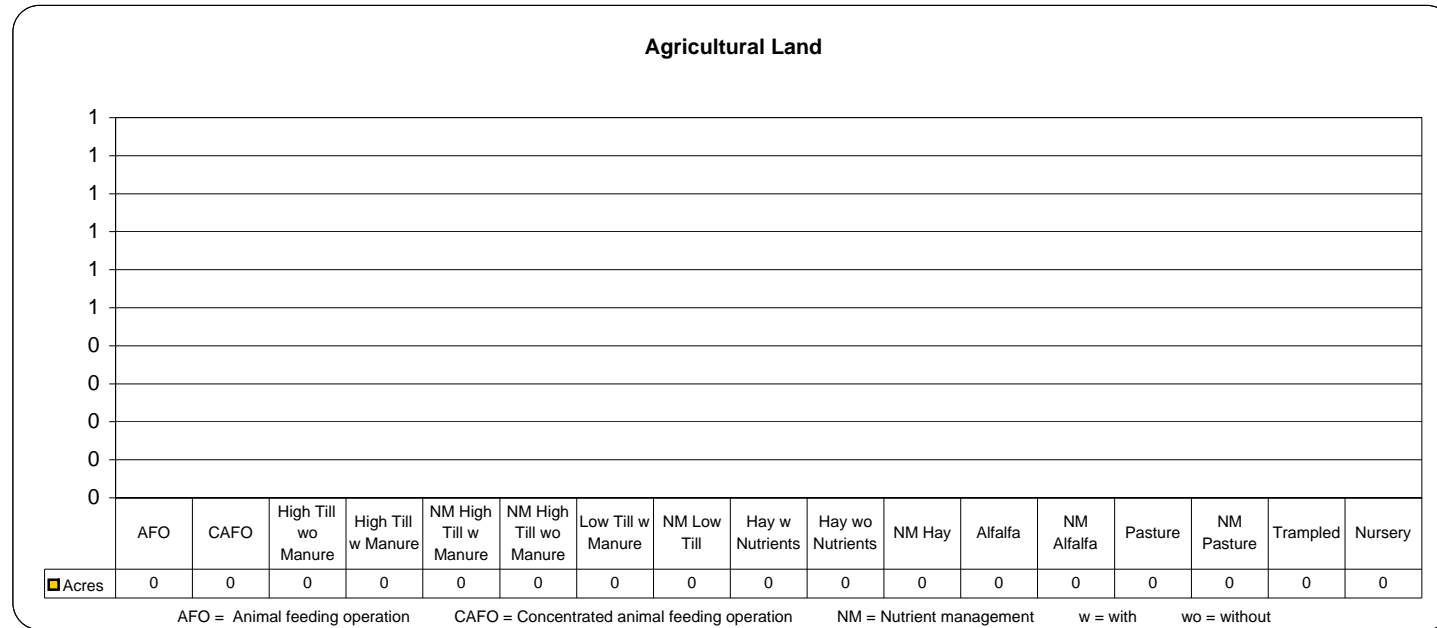 Agricultural Land
1
1
1
1
1
1
0
0
0
0
0
AFO CAFO High Till wo Manure High Till w Manure NM High Till w Manure NM High Till wo Manure Low Till w Manure NM Low Till Hay w Nutrients Hay wo Nutrients NM Hay Alfalfa NM Alfalfa Pasture NM Pasture Trampled Nursery
Acres 0 0 0 0 0 0 0 0 0 0 0 0 0 0 0 0 0
AFO = Animal feeding operation CAFO = Concentrated animal feeding operation NM = Nutrient management w = with wo = without